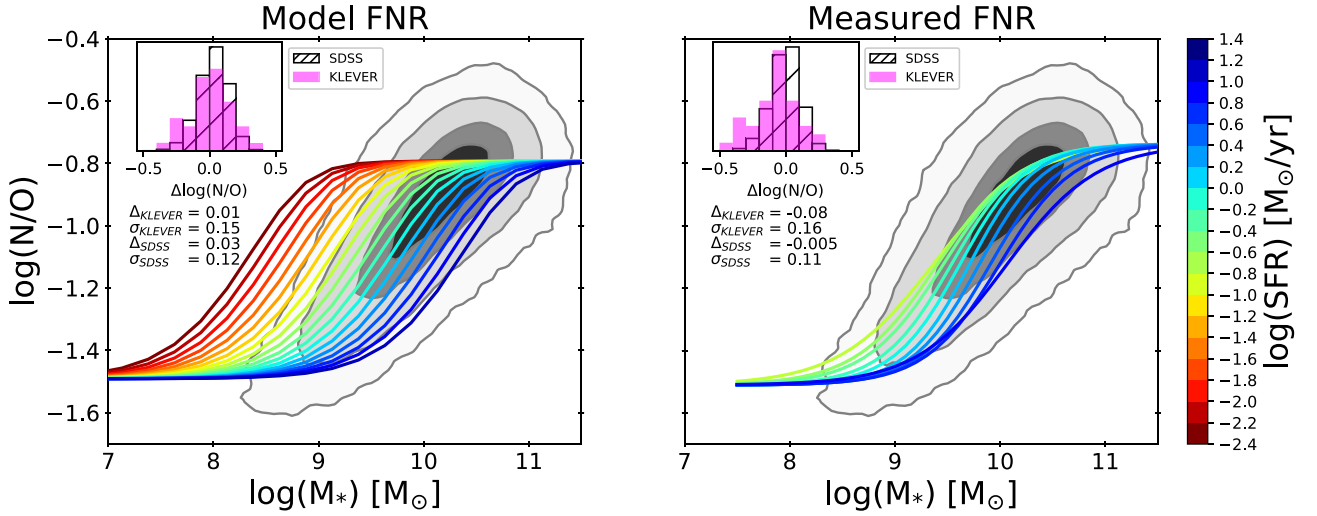 Model FNR
−0.4
−0.6
−0.8
−1.0
−1.2
−1.4
−1.6
log(N/O)
SDSS
KLEVER
−0.5 0.0 0.5
Δlog(N/O)
Δ_KLEVER = 0.01
σ_KLEVER = 0.15
Δ_SDSS = 0.03
σ_SDSS = 0.12
7 8 9 10 11
log(M_*) [M_⊙]
Measured FNR
SDSS
KLEVER
−0.5 0.0 0.5
Δlog(N/O)
Δ_KLEVER = -0.08
σ_KLEVER = 0.16
Δ_SDSS = -0.005
σ_SDSS = 0.11
7 8 9 10 11
log(M_*) [M_⊙]
1.4
1.2
1.0
0.8
0.6
0.4
0.2
0.0
−0.2
−0.4
−0.6
−0.8
−1.0
−1.2
−1.4
−1.6
−1.8
−2.0
−2.2
−2.4
log(SFR) [M_⊙/yr]